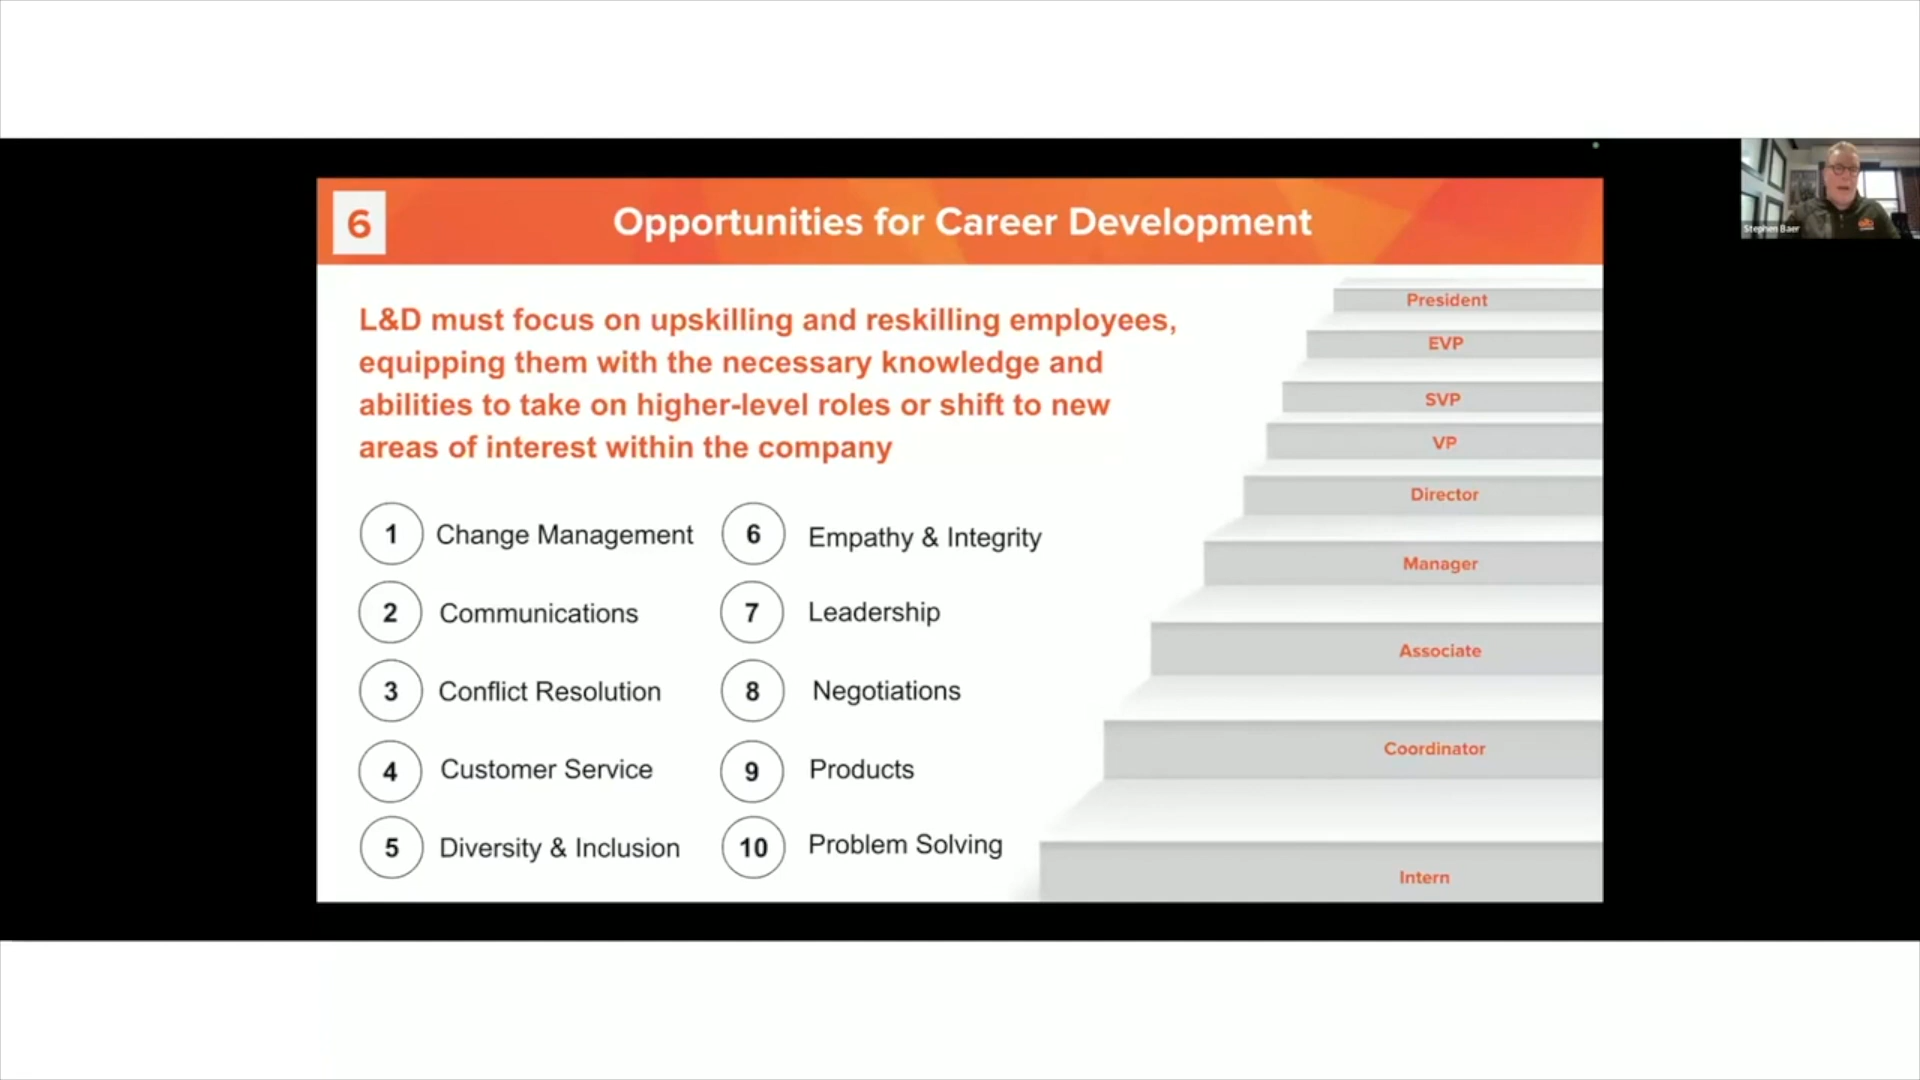 6
Opportunities for Career Development
Stephen Baer
L&D must focus on upskilling and reskilling employees,
equipping them with the necessary knowledge and
abilities to take on higher-level roles or shift to new
areas of interest within the company
1 Change Management
2 Communications
3 Conflict Resolution
4 Customer Service
5 Diversity & Inclusion
6 Empathy & Integrity
7 Leadership
8 Negotiations
9 Products
10 Problem Solving
President
EVP
SVP
VP
Director
Manager
Associate
Coordinator
Intern